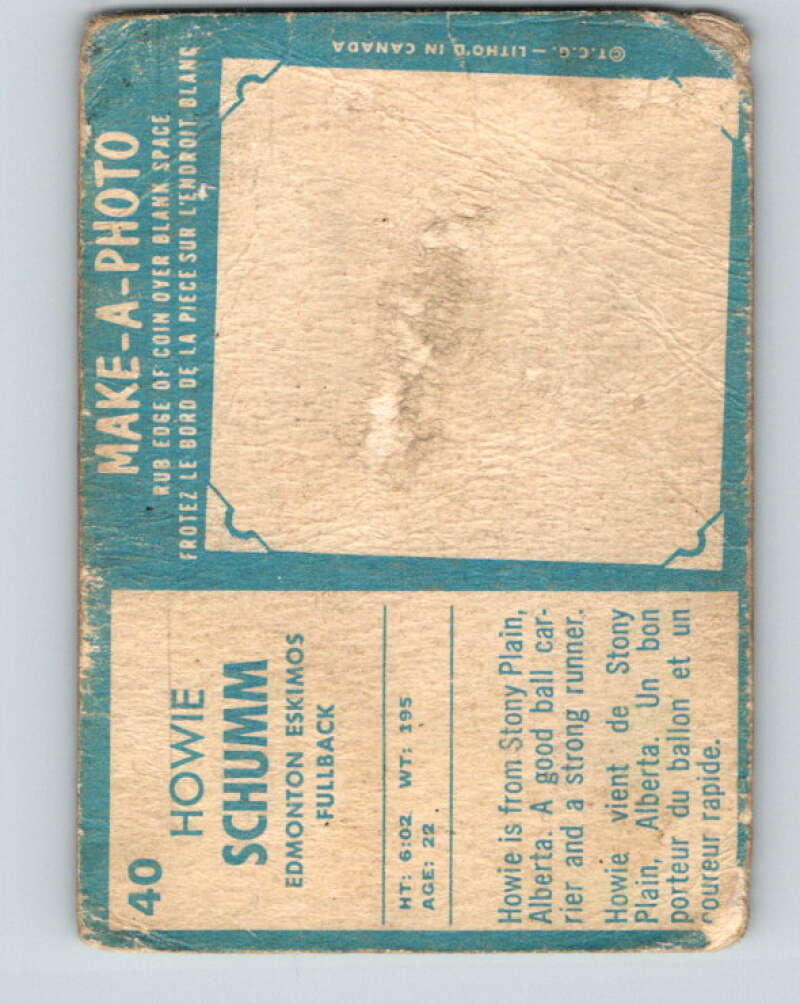 40
HOWIE
SCHUMM
EDMONTON ESKIMOS
FULLBACK
HT: 6:02 WT: 195
AGE: 22
Howie is from Stony Plain,
Alberta. A good ball car-
rier and a strong runner.
Howie vient de Stony
Plain, Alberta. Un bon
porteur du ballon et un
coureur rapide.
MAKE-A-PHOTO
RUB EDGE OF COIN OVER BLANK SPACE
FROTEZ LE BORD DE LA PIECE SUR L'ENDROIT BLANC
©T.C.G. — LITHO'D IN CANADA